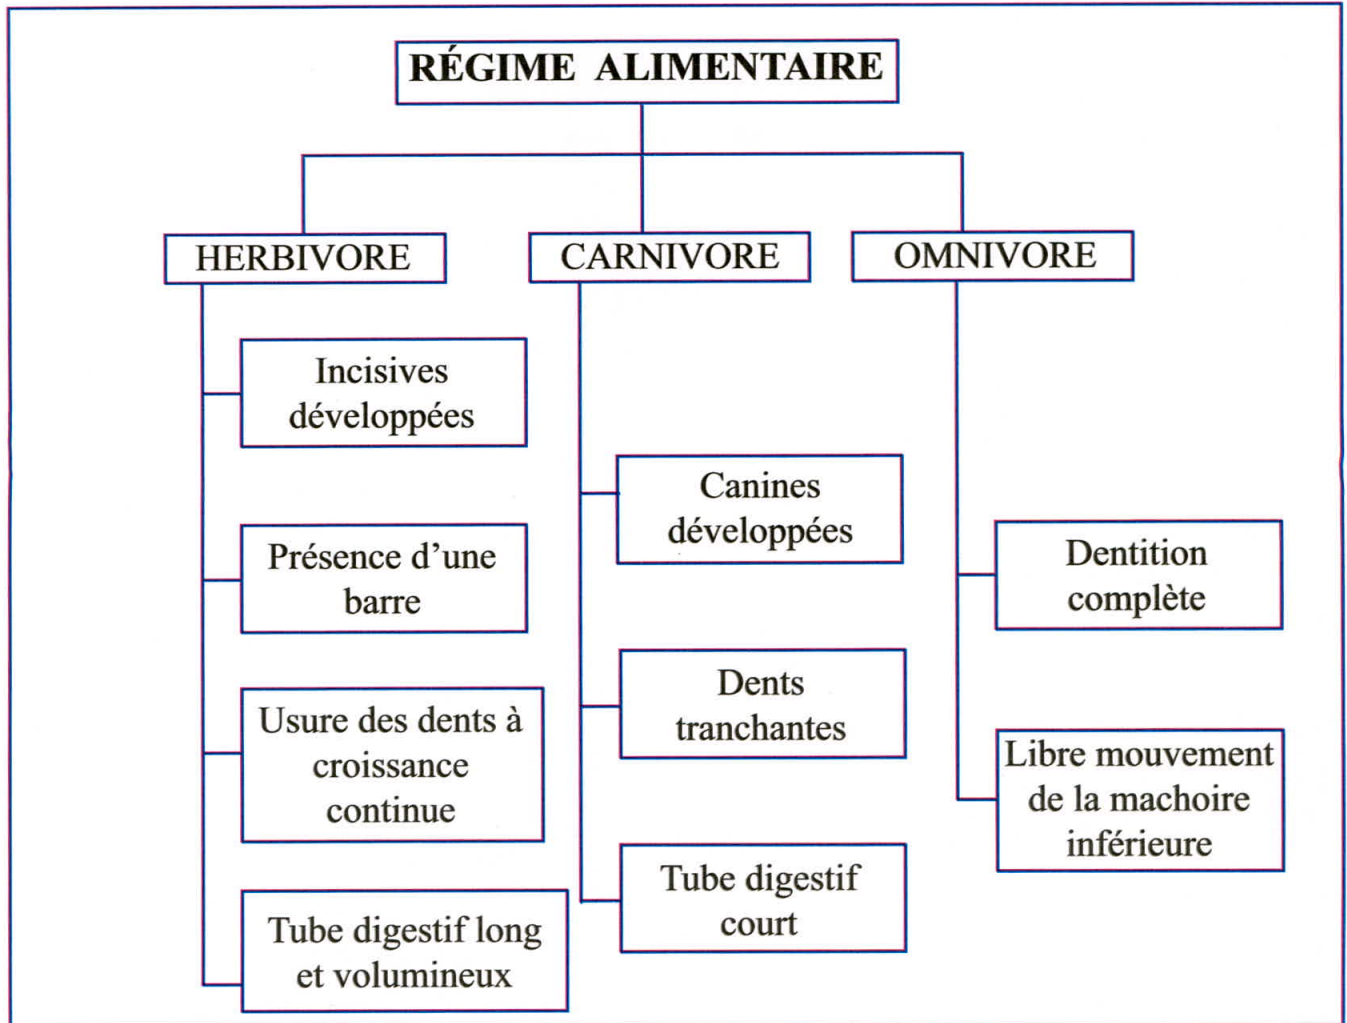 RÉGIME ALIMENTAIRE
HERBIVORE
CARNIVORE
OMNIVORE
Incisives
développées
Présence d'une
barre
Usure des dents à
croissance
continue
Tube digestif long
et volumineux
Canines
développées
Dents
tranchantes
Tube digestif
court
Dentition
complète
Libre mouvement
de la machoire
inférieure